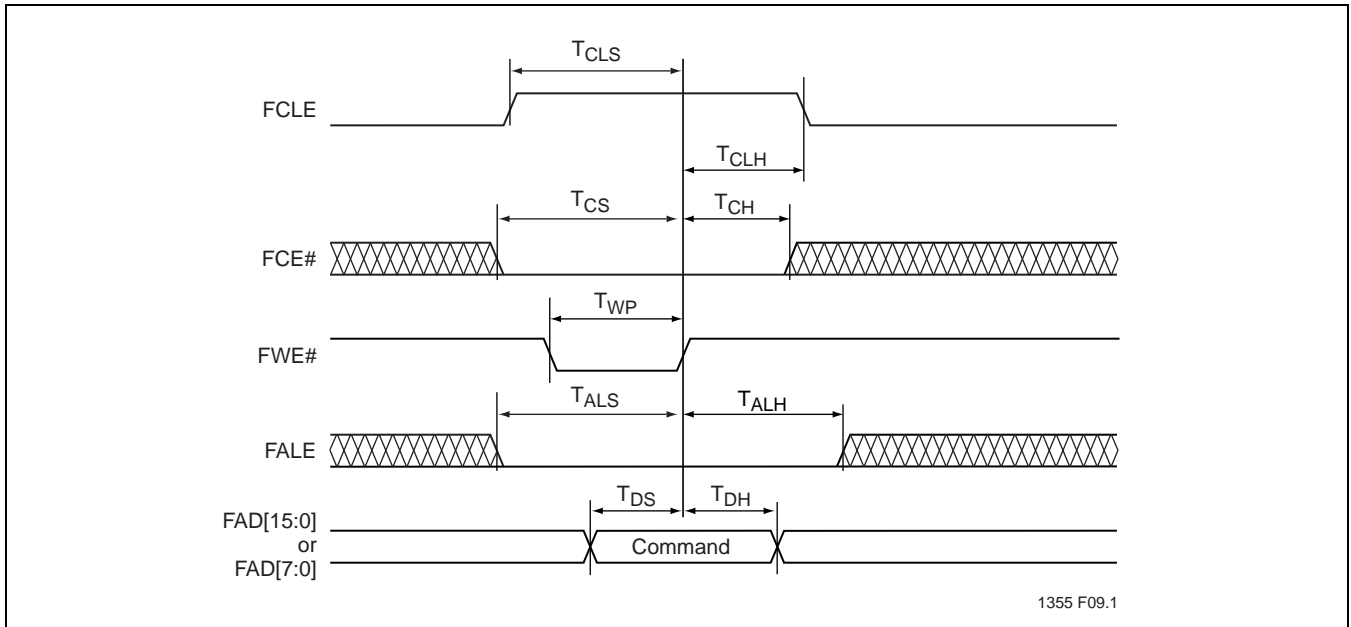 TCLS
FCLE
TCLH
TCS
TCH
FCE#
TWP
FWE#
TALS
TALH
FALE
TDS
TDH
FAD[15:0]
or
FAD[7:0]
Command
1355 F09.1